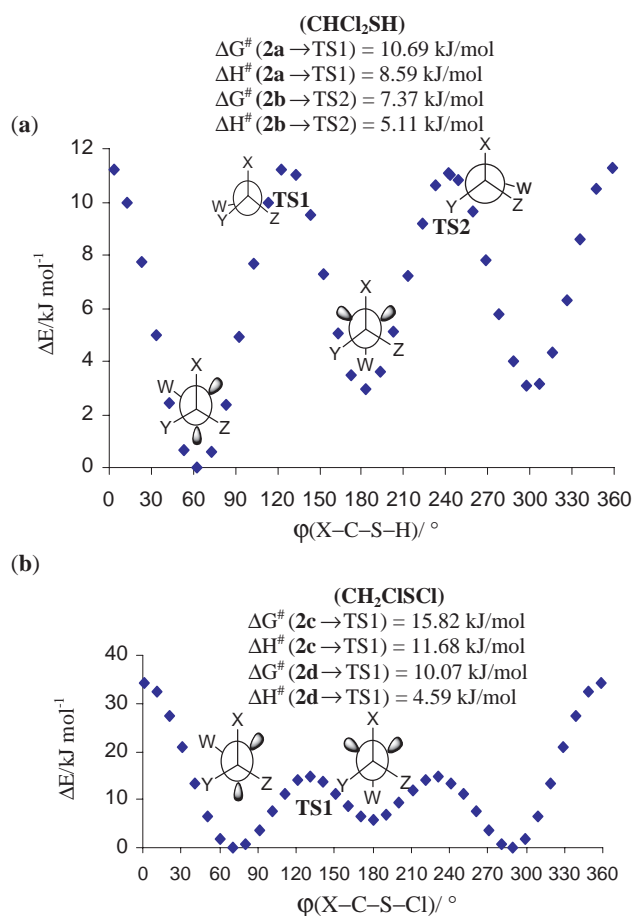 (CHCl₂SH)
ΔG# (2a→TS1) = 10.69 kJ/mol
ΔH# (2a→TS1) = 8.59 kJ/mol
ΔG# (2b→TS2) = 7.37 kJ/mol
ΔH# (2b→TS2) = 5.11 kJ/mol
(a)
ΔE/kJ mol⁻¹
12
10
8
6
4
2
0
X
W
Y
Z
TS1
X
W
Y
Z
TS2
X
W
Y
Z
X
Y
Z
W
0 30 60 90 120 150 180 210 240 270 300 330 360
φ(X–C–S–H)/ °
(b)
(CH₂ClSCl)
ΔG# (2c→TS1) = 15.82 kJ/mol
ΔH# (2c→TS1) = 11.68 kJ/mol
ΔG# (2d→TS1) = 10.07 kJ/mol
ΔH# (2d→TS1) = 4.59 kJ/mol
ΔE/kJ mol⁻¹
40
30
20
10
0
X
W
Y
Z
TS1
X
Y
Z
W
0 30 60 90 120 150 180 210 240 270 300 330 360
φ(X–C–S–Cl)/ °